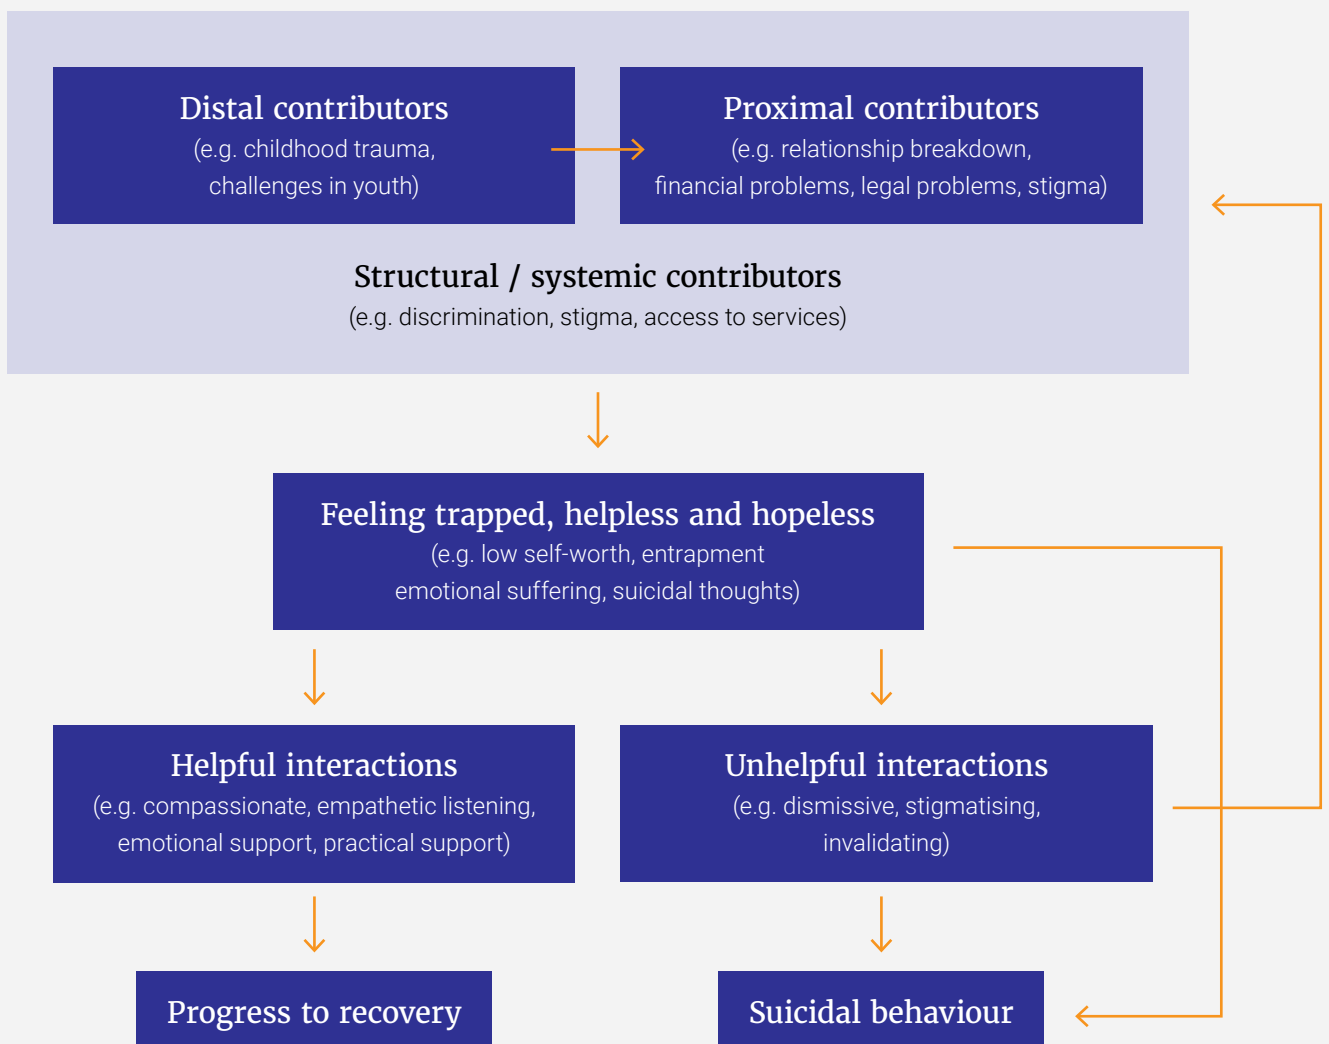 Distal contributors
(e.g. childhood trauma,
challenges in youth)
Proximal contributors
(e.g. relationship breakdown,
financial problems, legal problems, stigma)
Structural / systemic contributors
(e.g. discrimination, stigma, access to services)
Feeling trapped, helpless and hopeless
(e.g. low self-worth, entrapment
emotional suffering, suicidal thoughts)
Helpful interactions
(e.g. compassionate, empathetic listening,
emotional support, practical support)
Unhelpful interactions
(e.g. dismissive, stigmatising,
invalidating)
Progress to recovery
Suicidal behaviour